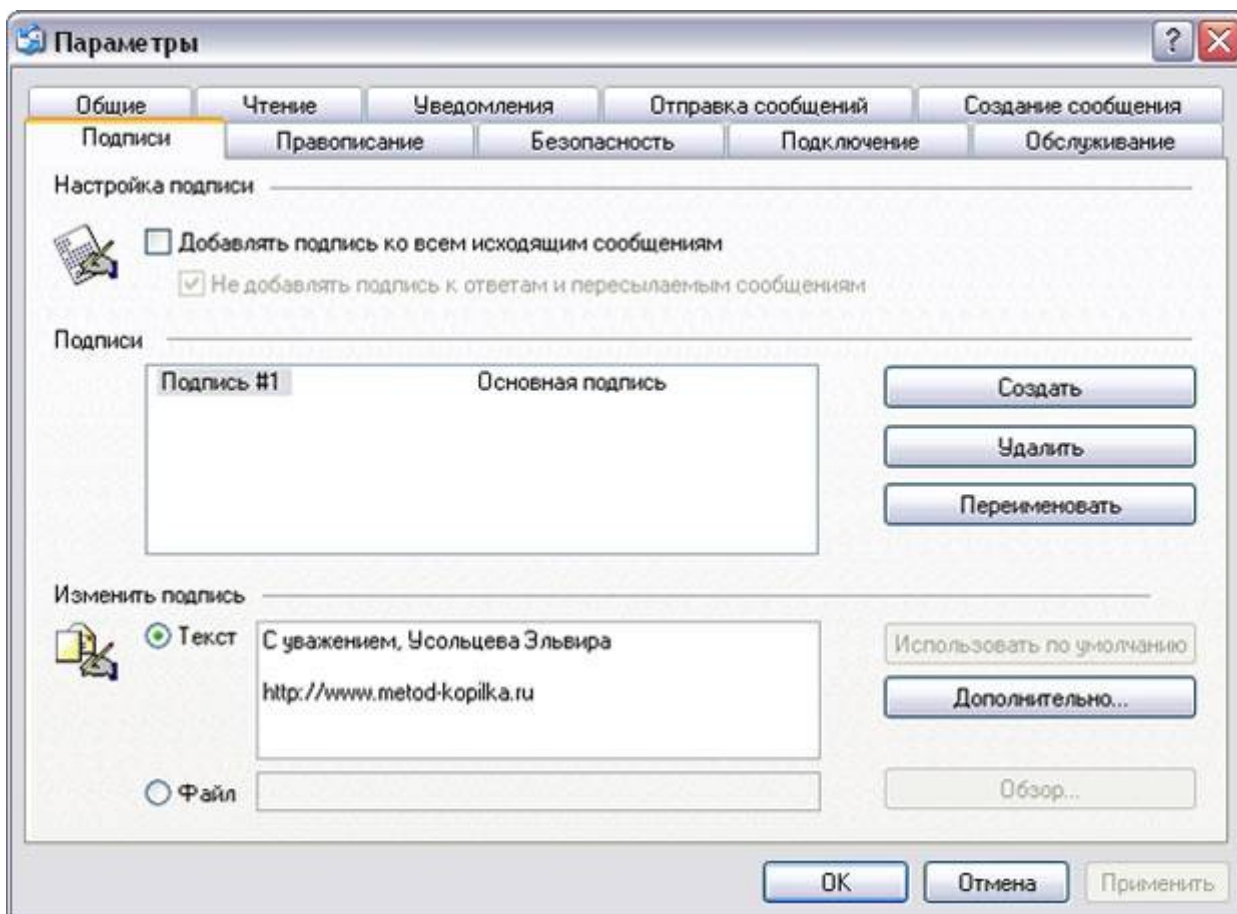 Параметры
Общие Чтение Уведомления Отправка сообщений Создание сообщения
Подписи Правописание Безопасность Подключение Обслуживание
Настройка подписи
Добавлять подпись ко всем исходящим сообщениям
Не добавлять подпись к ответам и пересылаемым сообщениям
Подписи
Подпись #1 Основная подпись
Создать
Удалить
Переименовать
Изменить подпись
Текст
С уважением, Усольцева Эльвира
http://www.metod-kopilka.ru
Использовать по умолчанию
Дополнительно...
Файл
Обзор...
OK Отмена Применить